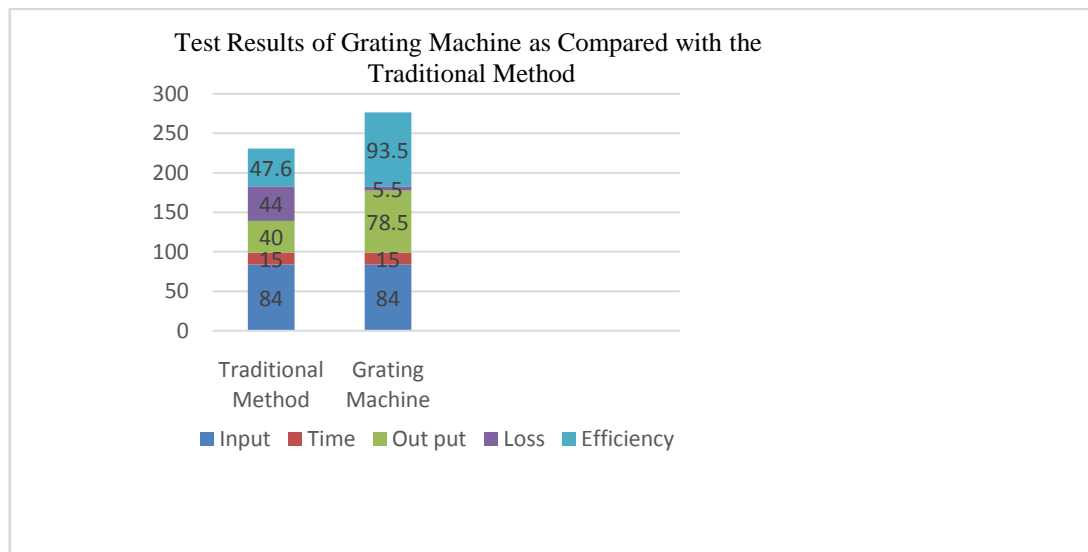 Test Results of Grating Machine as Compared with the
Traditional Method
300
250
200
150
100
50
0
47.6
44
40
15
84
93.5
5.5
78.5
15
84
Traditional
Method
Grating
Machine
Input Time Out put Loss Efficiency